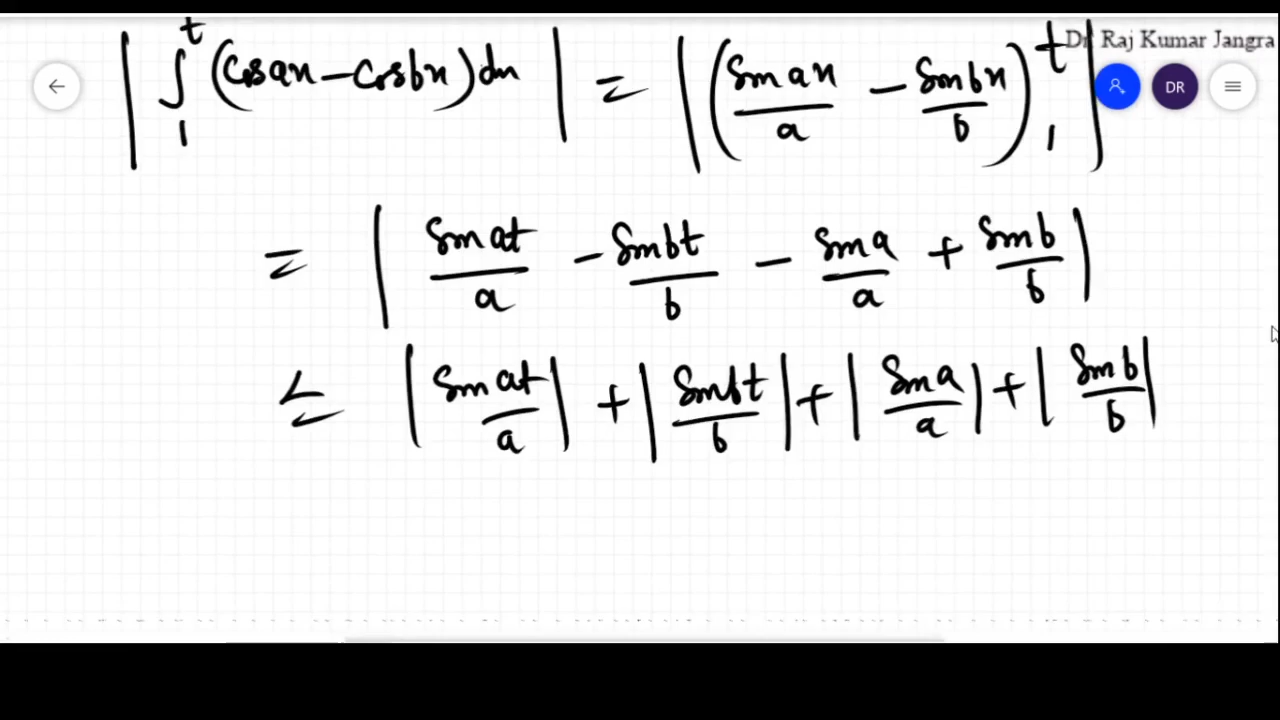 Dr Raj Kumar Jangra
DR
| ∫₁ᵗ (cos ax − cos bx) dx | = | ( sin ax / a − sin bx / b )₁ᵗ |
= | sin at / a − sin bt / b − sin a / a + sin b / b |
≤ | sin at / a | + | sin bt / b | + | sin a / a | + | sin b / b |